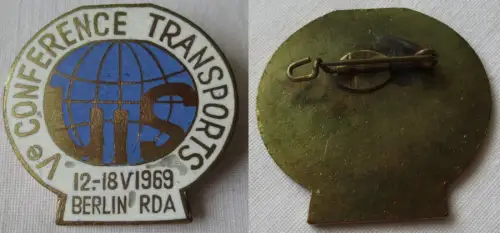 Ve CONFERENCE TRANSPORTS
UIS
12.-18 V 1969
BERLIN RDA